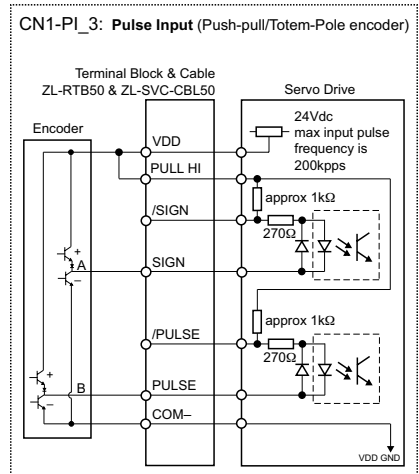 CN1-PI_3: Pulse Input (Push-pull/Totem-Pole encoder)
Terminal Block & Cable
ZL-RTB50 & ZL-SVC-CBL50
Servo Drive
Encoder
VDD
24Vdc
max input pulse
frequency is
200kpps
PULL HI
approx 1kΩ
/SIGN
270Ω
+
A
–
SIGN
approx 1kΩ
/PULSE
270Ω
+
B
–
PULSE
COM–
VDD GND